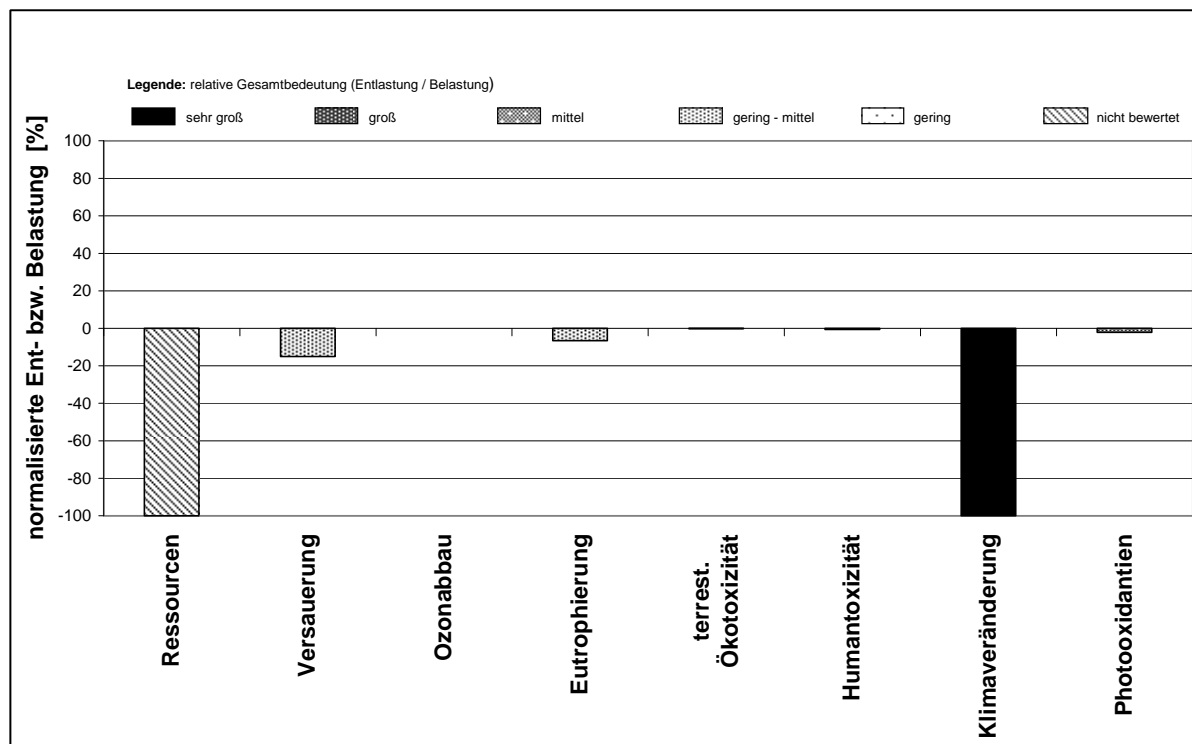 Legende: relative Gesamtbedeutung (Entlastung / Belastung)
sehr groß
groß
mittel
gering - mittel
gering
nicht bewertet
normalisierte Ent- bzw. Belastung [%]
100
80
60
40
20
0
-20
-40
-60
-80
-100
Ressourcen
Versauerung
Ozonabbau
Eutrophierung
terrest.
Ökotoxizität
Humantoxizität
Klimaveränderung
Photooxidantien